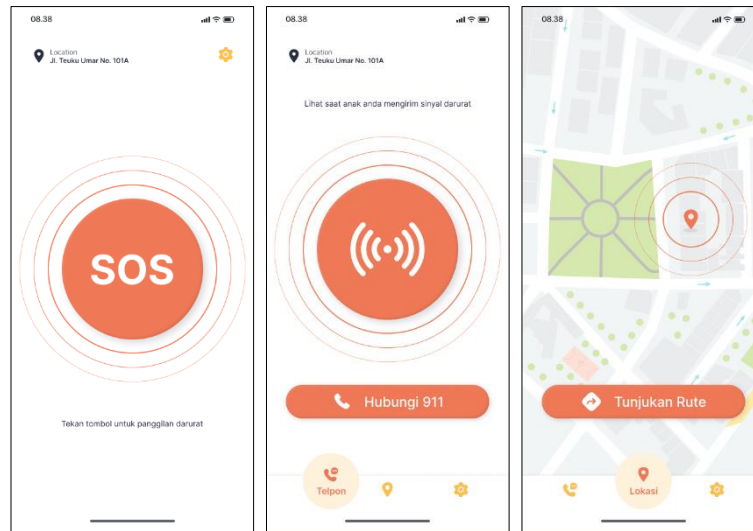 08.38
Location
Jl. Teuku Umar No. 101A
SOS
Tekan tombol untuk panggilan darurat
08.38
Location
Jl. Teuku Umar No. 101A
Lihat saat anak anda mengirim sinyal darurat
Hubungi 911
Telpon
08.38
Tunjukan Rute
Lokasi